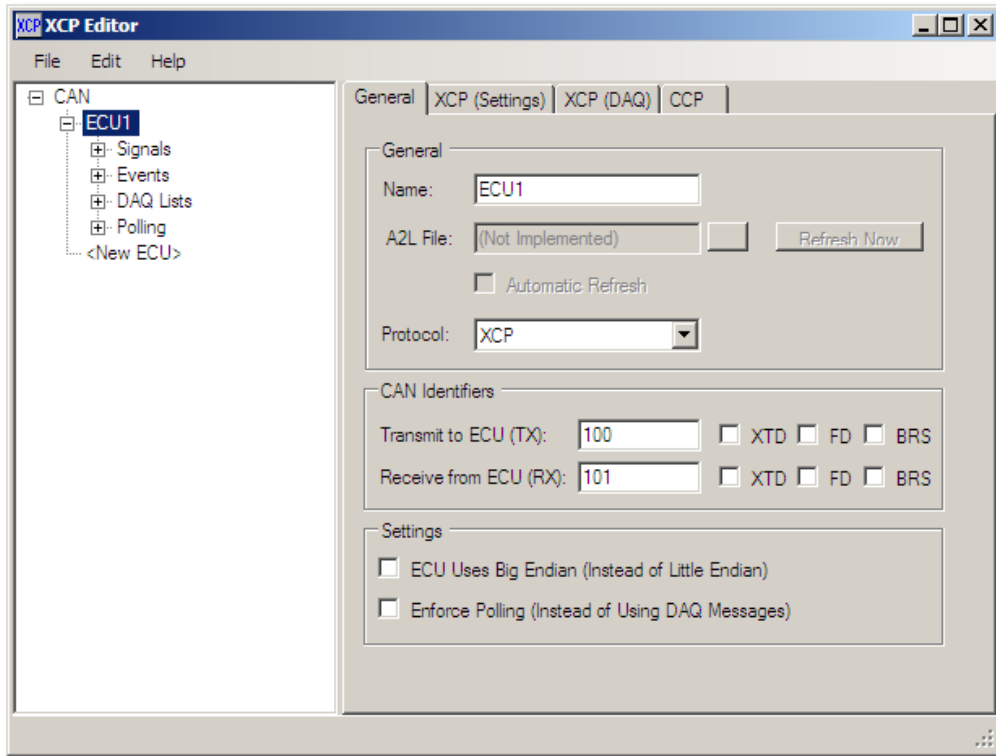 XCP XCP Editor
File Edit Help
CAN
ECU1
Signals
Events
DAQ Lists
Polling
<New ECU>
General XCP (Settings) XCP (DAQ) CCP
General
Name: ECU1
A2L File: (Not Implemented) Refresh Now
Automatic Refresh
Protocol: XCP
CAN Identifiers
Transmit to ECU (TX): 100 XTD FD BRS
Receive from ECU (RX): 101 XTD FD BRS
Settings
ECU Uses Big Endian (Instead of Little Endian)
Enforce Polling (Instead of Using DAQ Messages)